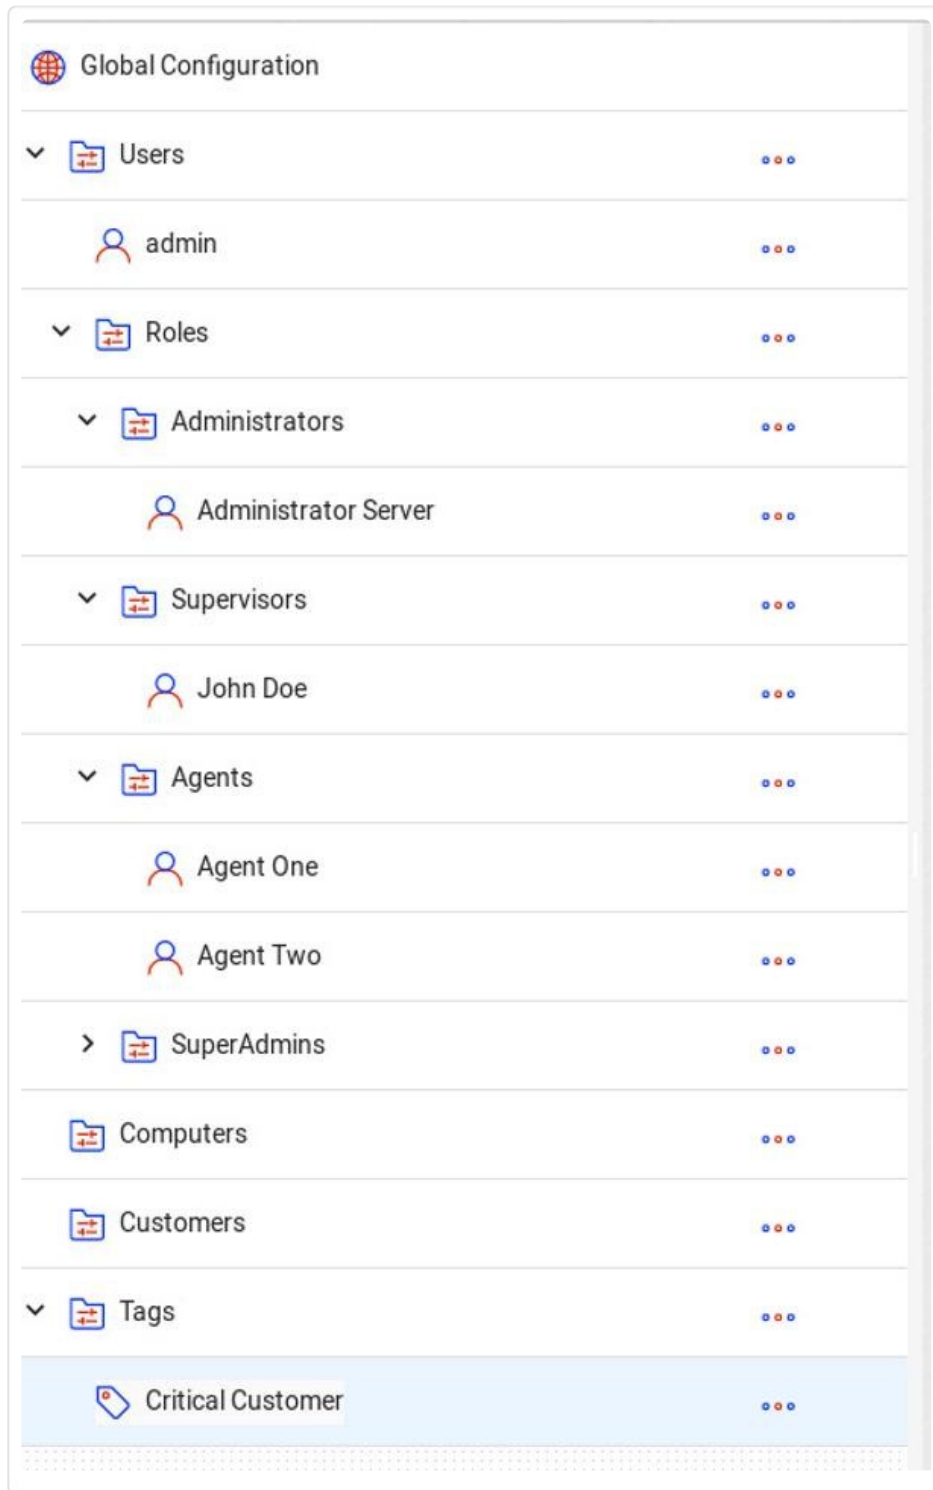 Global Configuration
Users
admin
Roles
Administrators
Administrator Server
Supervisors
John Doe
Agents
Agent One
Agent Two
SuperAdmins
Computers
Customers
Tags
Critical Customer